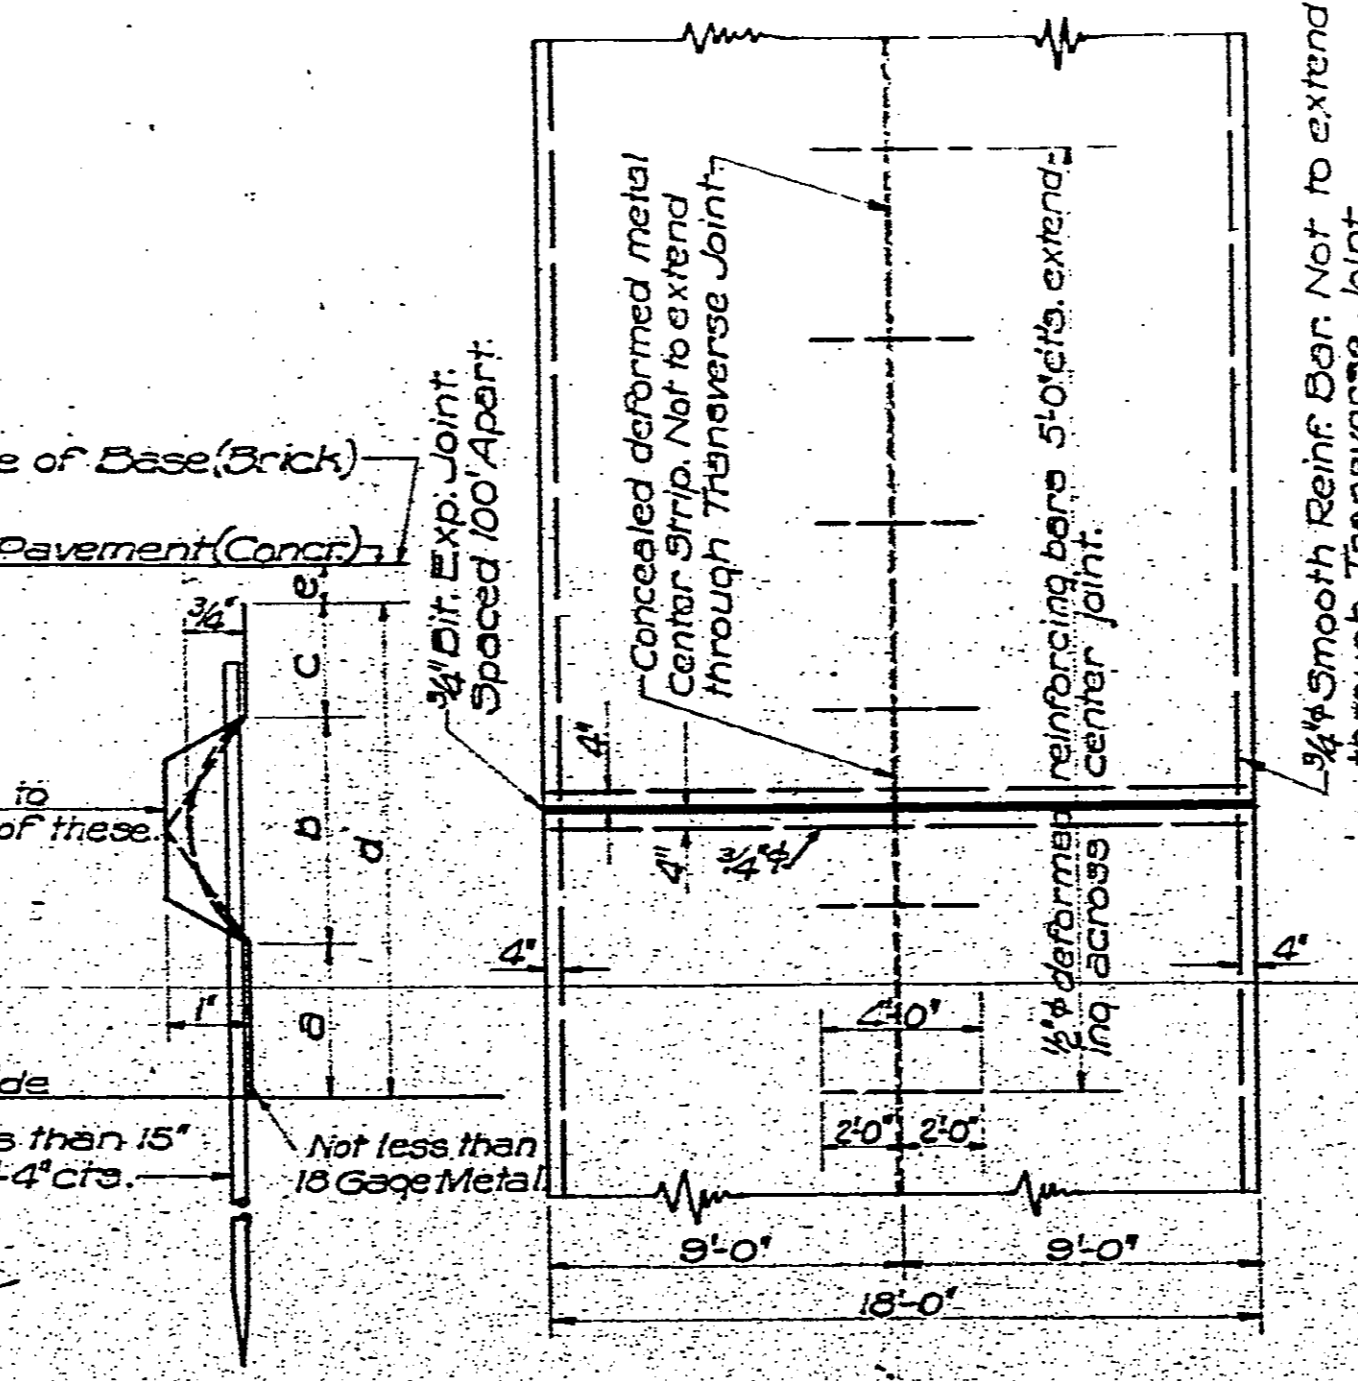 e of Base (Brick)
Pavement (Concr.)
3/4"
e
c
b
d
a
to
of these.
1"
de
s than 15"
-4" cts.
Not less than
18 Gage Metal
3/4" Bit. Exp. Joint.
Spaced 100' Apart.
Concealed deformed metal
Center Strip. Not to extend
through Transverse Joint
4"
4"
3/4" ϕ
1/2" ϕ deformed reinforcing bars 5'-0" cts. extend-
ing across center joint.
3/4" ϕ Smooth Reinf. Bar. Not to extend
through Transverse Joint
4"
4"
4'-0"
2'-0"
2'-0"
9'-0"
9'-0"
18'-0"